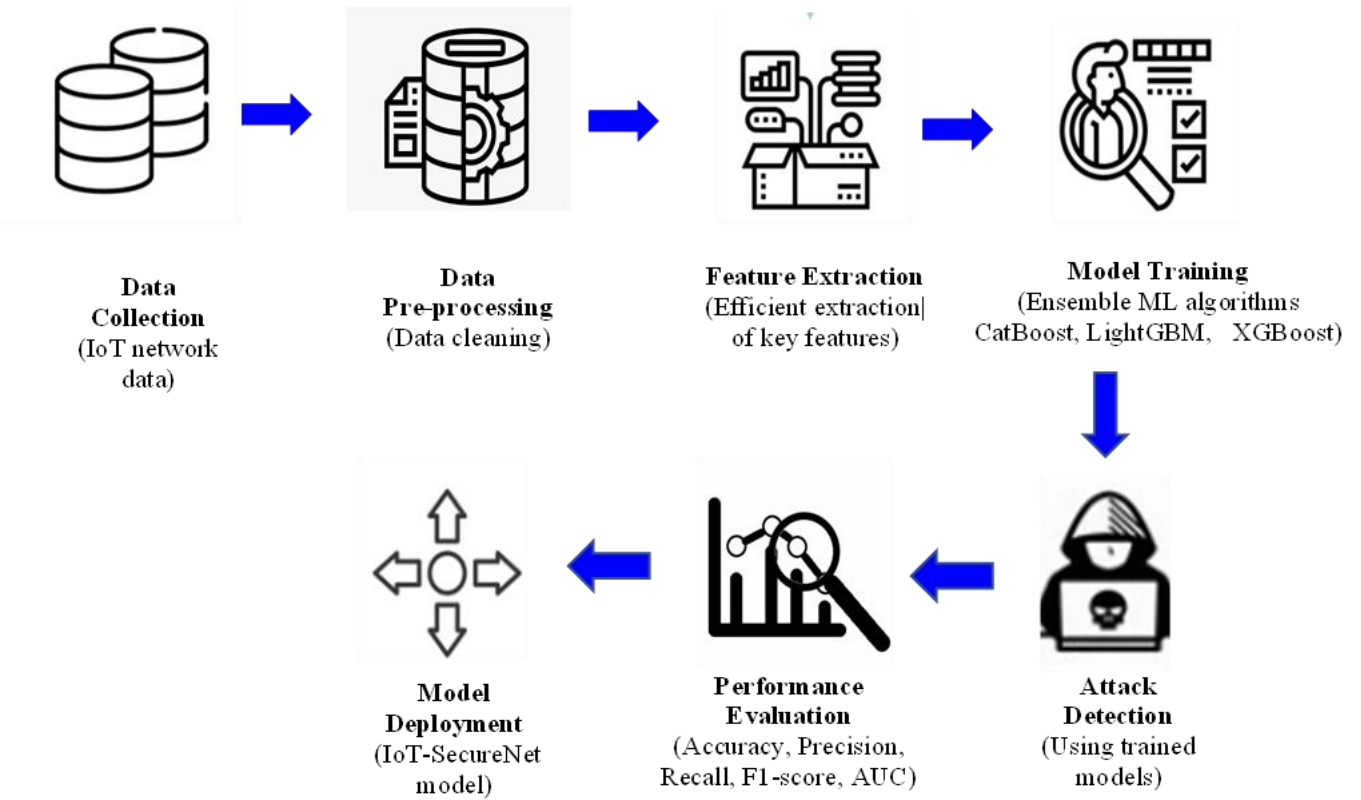 Data
Collection
(IoT network
data)
Data
Pre-processing
(Data cleaning)
Feature Extraction
(Efficient extraction|
of key features)
Model Training
(Ensemble ML algorithms
CatBoost, LightGBM, XGBoost)
Model
Deployment
(IoT-SecureNet
model)
Performance
Evaluation
(Accuracy, Precision,
Recall, F1-score, AUC)
Attack
Detection
(Using trained
models)